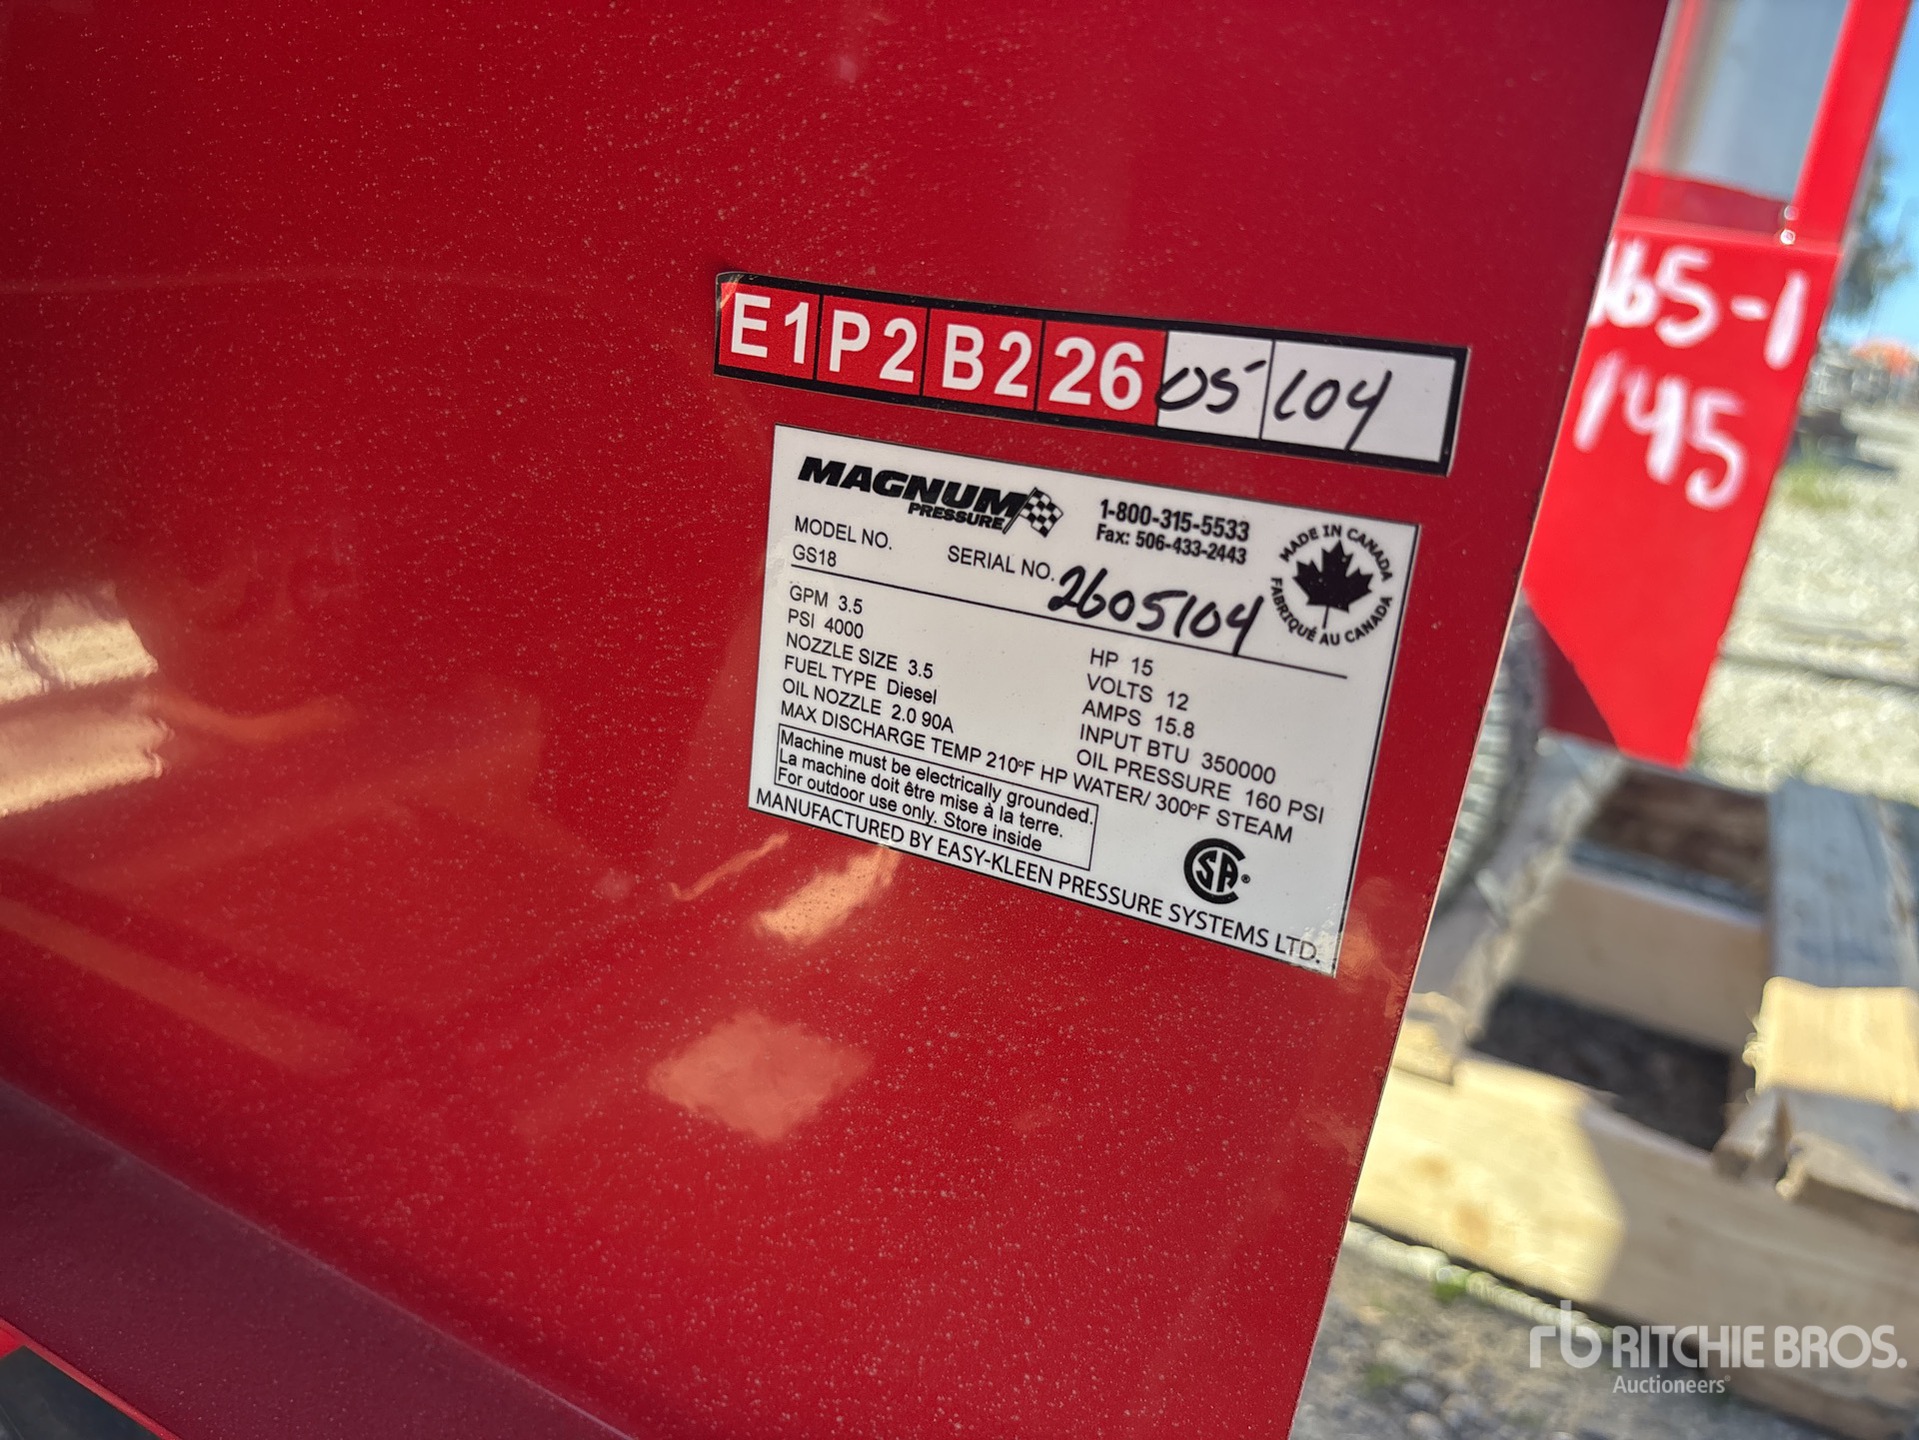 E1 P2 B2 26 05 104
MAGNUM
PRESSURE
1-800-315-5533
Fax: 506-433-2443
MADE IN CANADA
FABRIQUÉ AU CANADA
MODEL NO.
GS18
SERIAL NO. 2605104
GPM 3.5
PSI 4000
NOZZLE SIZE 3.5
FUEL TYPE Diesel
OIL NOZZLE 2.0 90A
HP 15
VOLTS 12
AMPS 15.8
INPUT BTU 350000
OIL PRESSURE 160 PSI
MAX DISCHARGE TEMP 210°F HP WATER/ 300°F STEAM
Machine must be electrically grounded.
La machine doit être mise à la terre.
For outdoor use only. Store inside
SA
MANUFACTURED BY EASY-KLEEN PRESSURE SYSTEMS LTD.
165-1
145
rb RITCHIE BROS.
Auctioneers